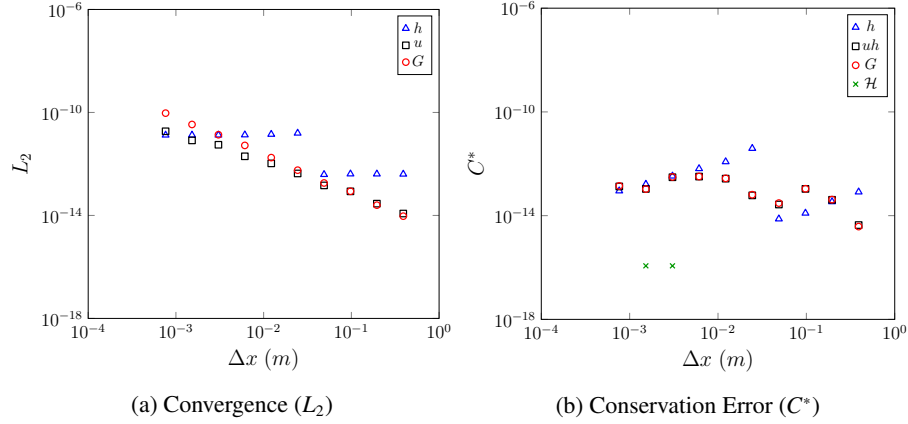 10^{-6}
10^{-10}
10^{-14}
10^{-18}
L_2
h
u
G
10^{-4}
10^{-3}
10^{-2}
10^{-1}
10^{0}
Δx (m)
(a) Convergence (L_2)
10^{-6}
10^{-10}
10^{-14}
10^{-18}
C^*
h
uh
G
ℋ
10^{-4}
10^{-3}
10^{-2}
10^{-1}
10^{0}
Δx (m)
(b) Conservation Error (C^*)